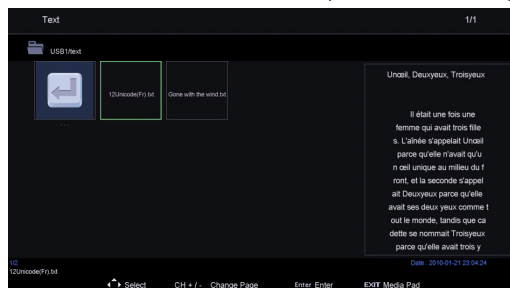 Text
1/1
USB1/text
12Unicode(Fr).txt
Gone with the wind.txt
...
Unœil, Deuxyeux, Troisyeux
Il était une fois une
femme qui avait trois fille
s. L'aînée s'appelait Unœil
parce qu'elle n'avait qu'u
n œil unique au milieu du f
ront, et la seconde s'appel
ait Deuxyeux parce qu'elle
avait ses deux yeux comme t
out le monde, tandis que ca
dette se nommait Troisyeux
parce qu'elle avait trois y
1/2
Date : 2010-01-21 23:04:24
12Unicode(Fr).txt
Select
CH + / -
Change Page
Enter Enter
EXIT Media Pad